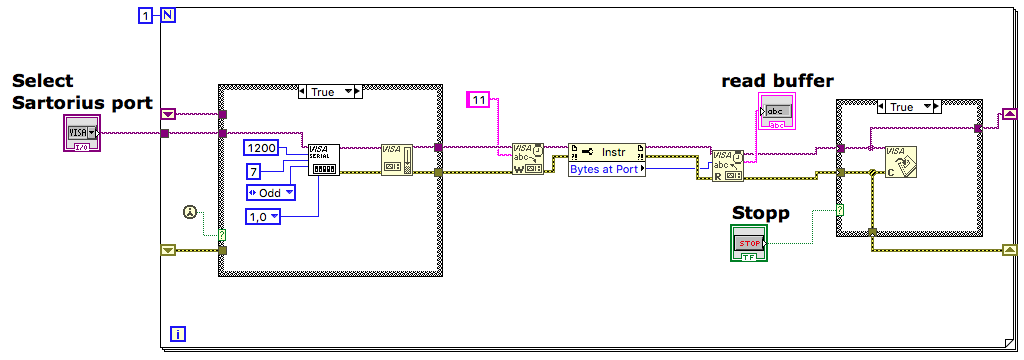 1 N
Select
Sartorius port
VISA
I/O
True
1200
VISA
SERIAL
7
Odd
1,0
VISA
?
i
11
VISA
abc
W
Instr
Bytes at Port
read buffer
abc
abc
VISA
abc
R
Stopp
STOP
TF
True
VISA
C
?